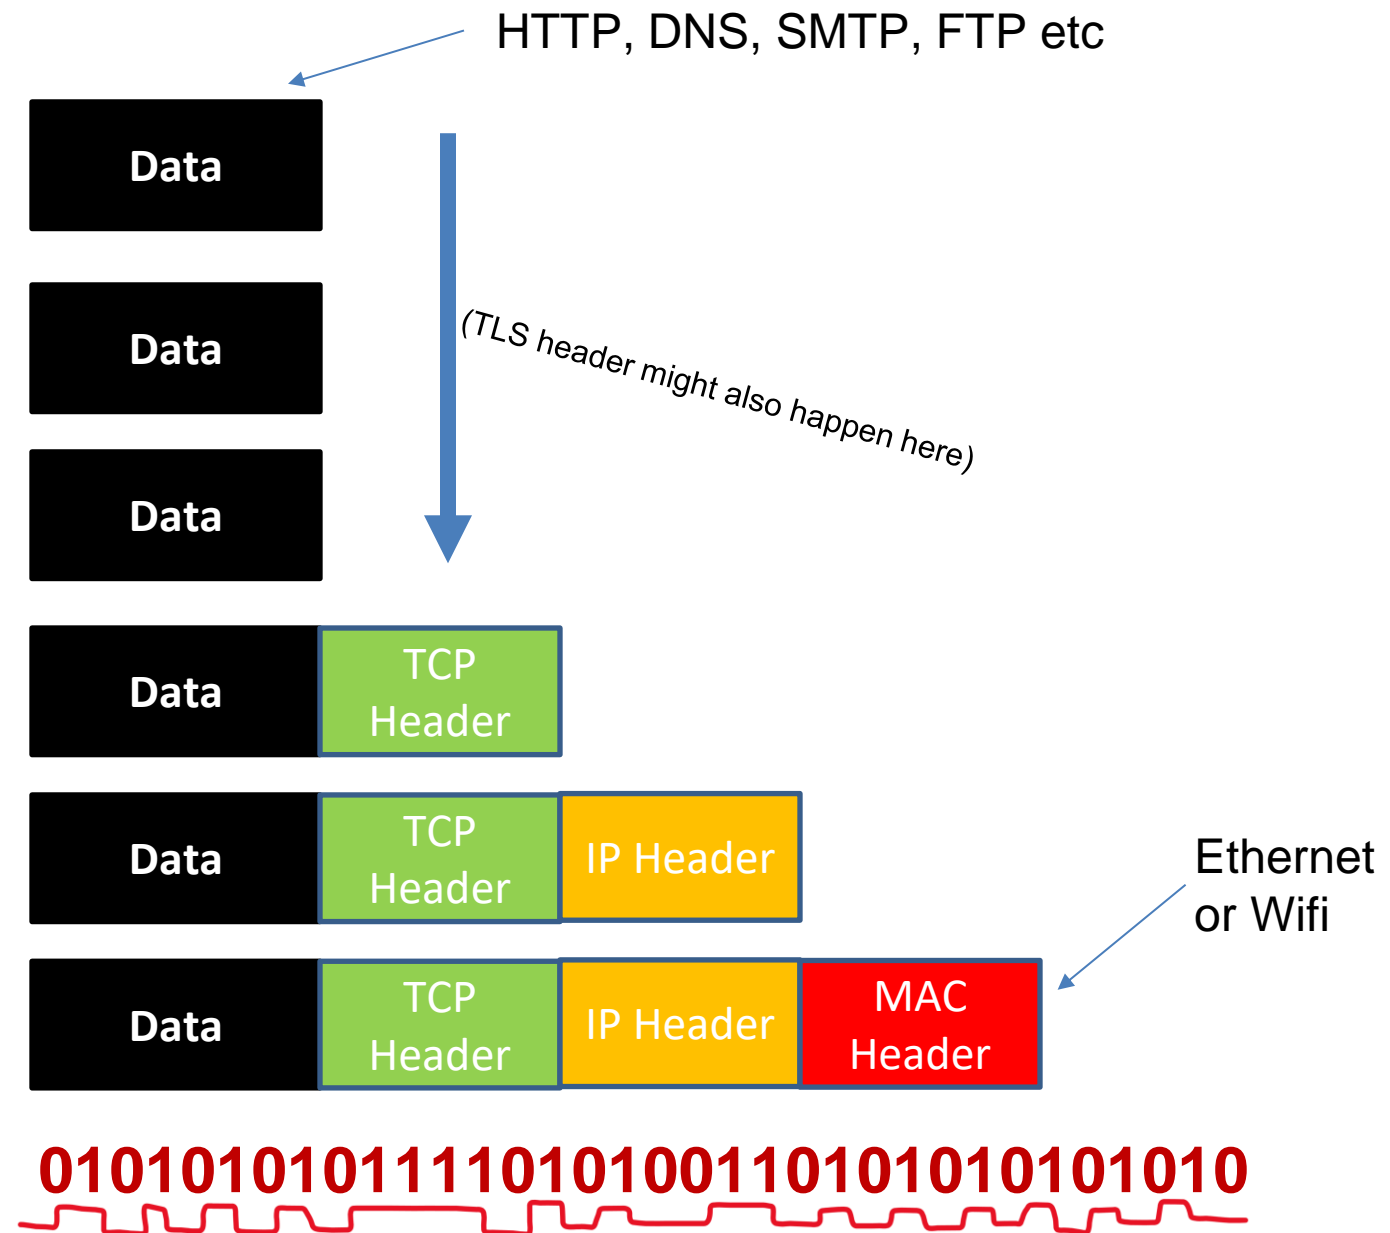 HTTP, DNS, SMTP, FTP etc
Data
(TLS header might also happen here)
Data
Data
Data
TCP
Header
Data
TCP
Header
IP Header
Ethernet
or Wifi
Data
TCP
Header
IP Header
MAC
Header
010101010111101010011010101010101010